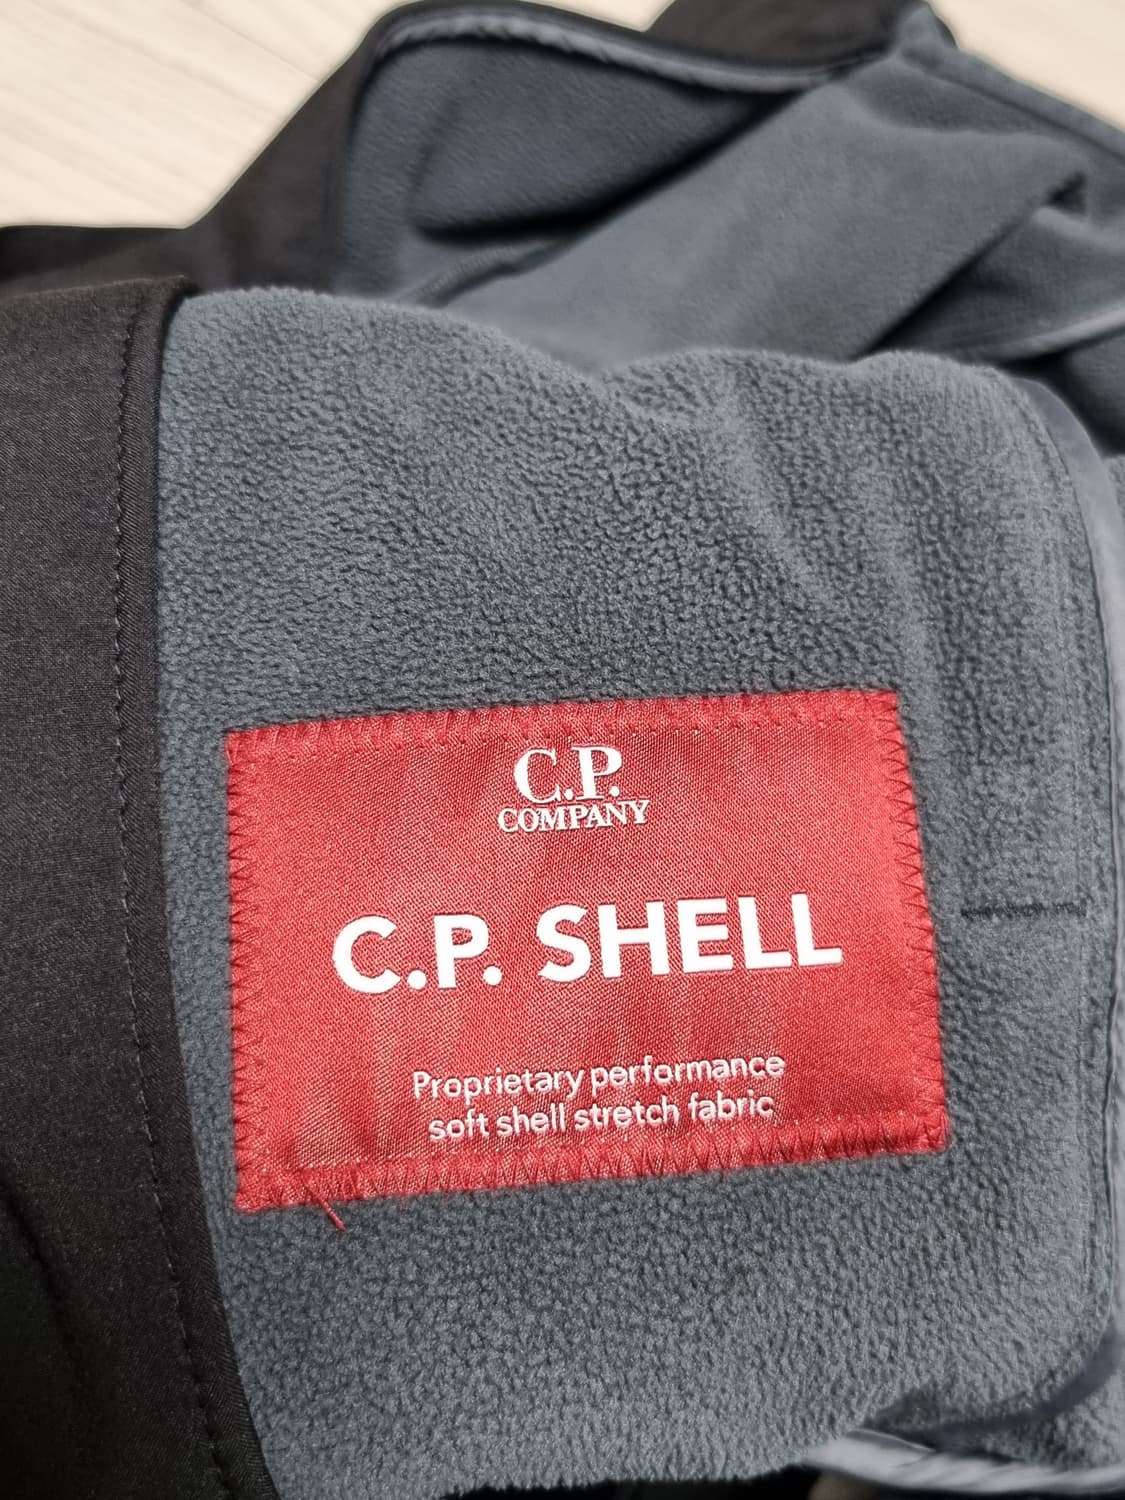 C.P.
COMPANY
C.P. SHELL
Proprietary performance
soft shell stretch fabric